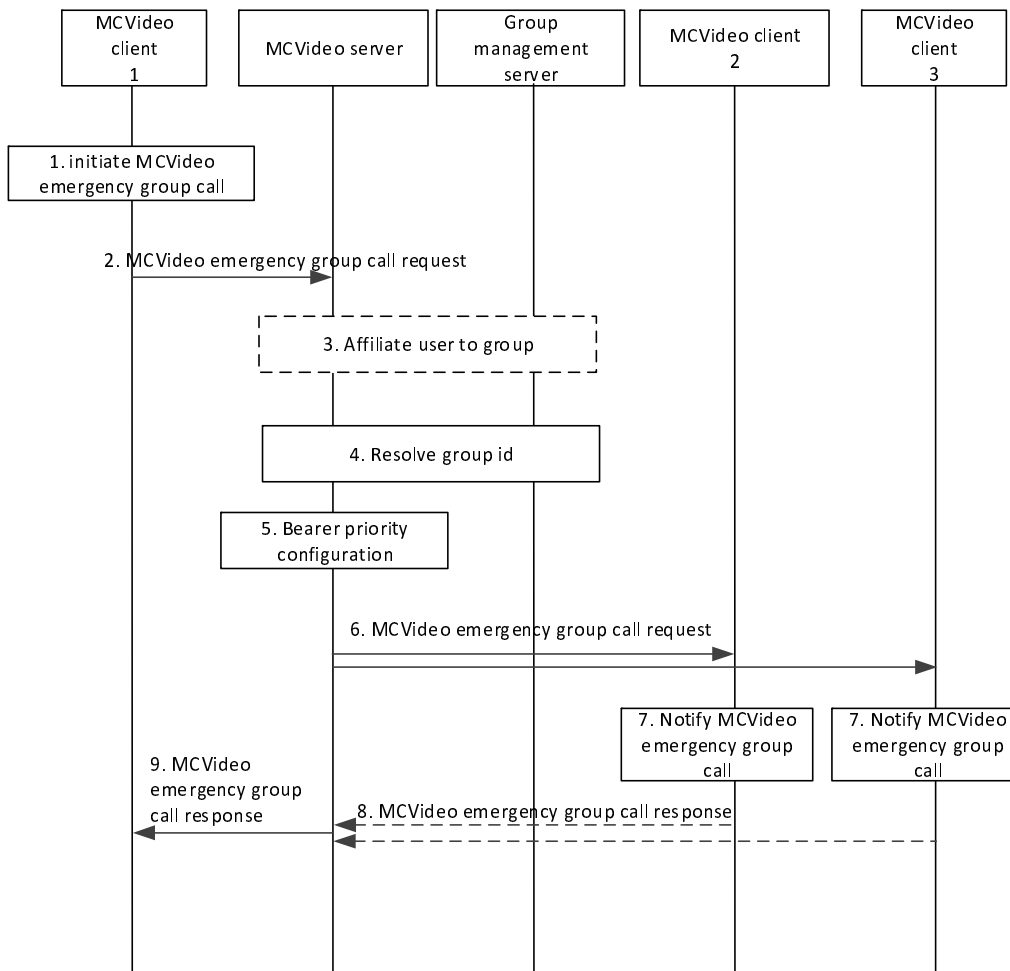 MCVideo
client
1
MCVideo server
Group
management
server
MCVideo client
2
MCVideo
client
3
1. initiate MCVideo
emergency group call
2. MCVideo emergency group call request
3. Affiliate user to group
4. Resolve group id
5. Bearer priority
configuration
6. MCVideo emergency group call request
7. Notify MCVideo
emergency group
call
7. Notify MCVideo
emergency group
call
9. MCVideo
emergency group
call response
8. MCVideo emergency group call response